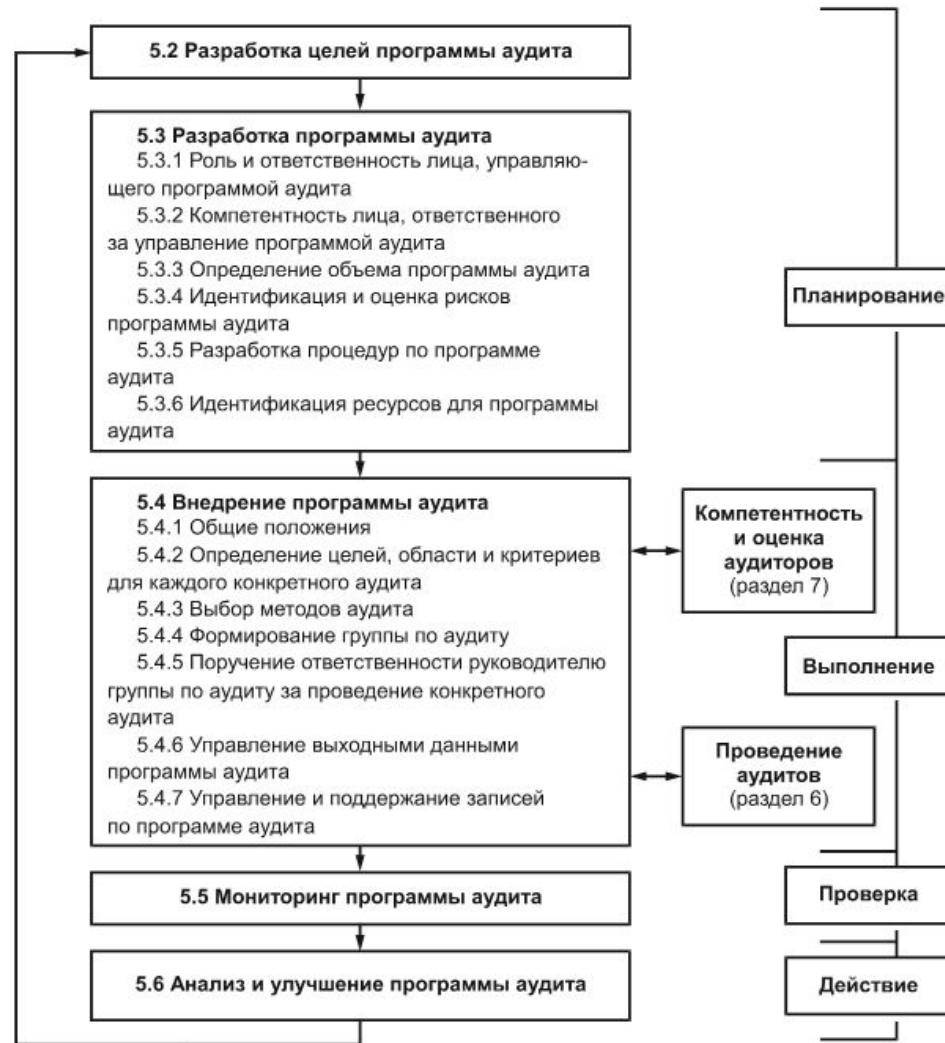 5.2 Разработка целей программы аудита
5.3 Разработка программы аудита
5.3.1 Роль и ответственность лица, управляю-
щего программой аудита
5.3.2 Компетентность лица, ответственного
за управление программой аудита
5.3.3 Определение объема программы аудита
5.3.4 Идентификация и оценка рисков
программы аудита
5.3.5 Разработка процедур по программе
аудита
5.3.6 Идентификация ресурсов для программы
аудита
Планирование
5.4 Внедрение программы аудита
5.4.1 Общие положения
5.4.2 Определение целей, области и критериев
для каждого конкретного аудита
5.4.3 Выбор методов аудита
5.4.4 Формирование группы по аудиту
5.4.5 Поручение ответственности руководителю
группы по аудиту за проведение конкретного
аудита
5.4.6 Управление выходными данными
программы аудита
5.4.7 Управление и поддержание записей
по программе аудита
Компетентность
и оценка
аудиторов
(раздел 7)
Выполнение
Проведение
аудитов
(раздел 6)
5.5 Мониторинг программы аудита
Проверка
5.6 Анализ и улучшение программы аудита
Действие